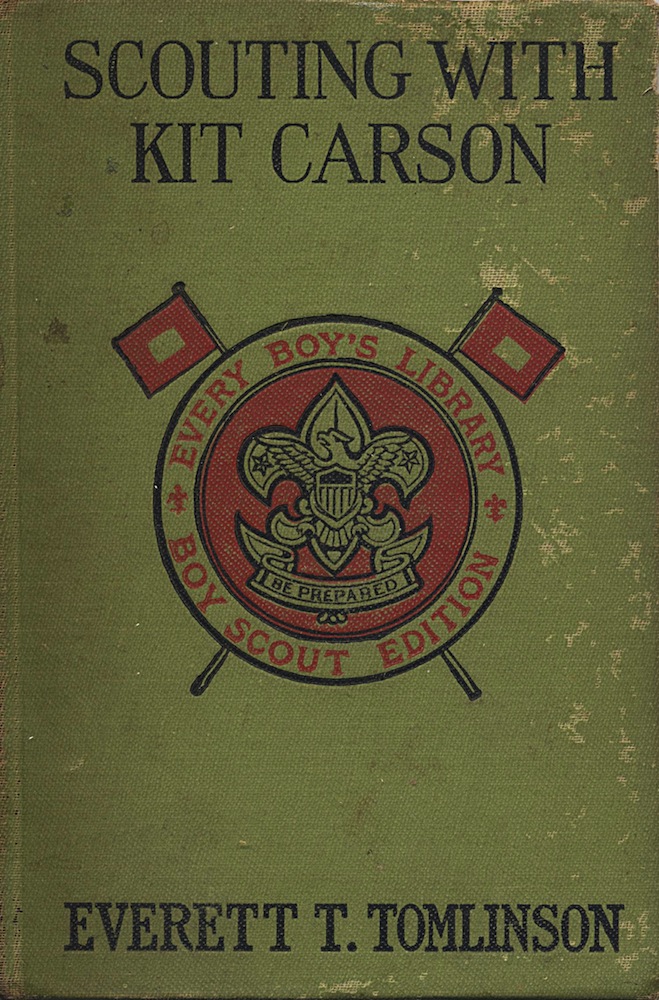 SCOUTING WITH
KIT CARSON
EVERY BOY'S LIBRARY
BE PREPARED
BOY SCOUT EDITION
EVERETT T. TOMLINSON